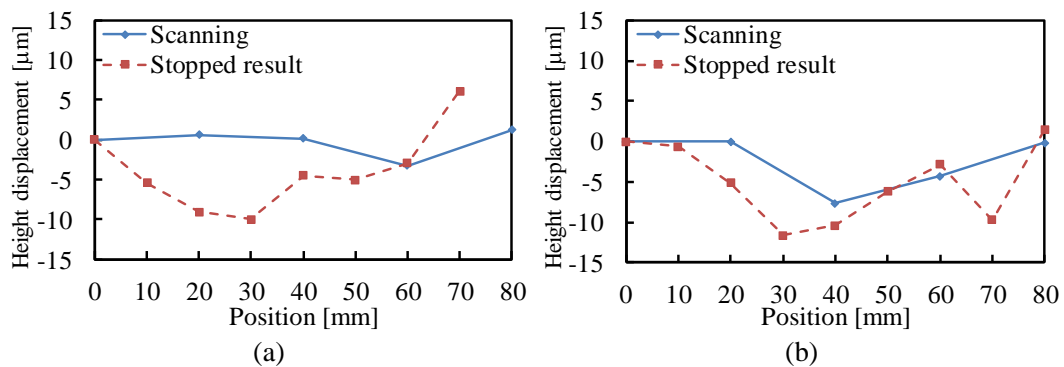 15
10
5
0
-5
-10
-15
Height displacement [µm]
Scanning
Stopped result
0 10 20 30 40 50 60 70 80
Position [mm]
(a)
15
10
5
0
-5
-10
-15
Height displacement [µm]
Scanning
Stopped result
0 10 20 30 40 50 60 70 80
Position [mm]
(b)